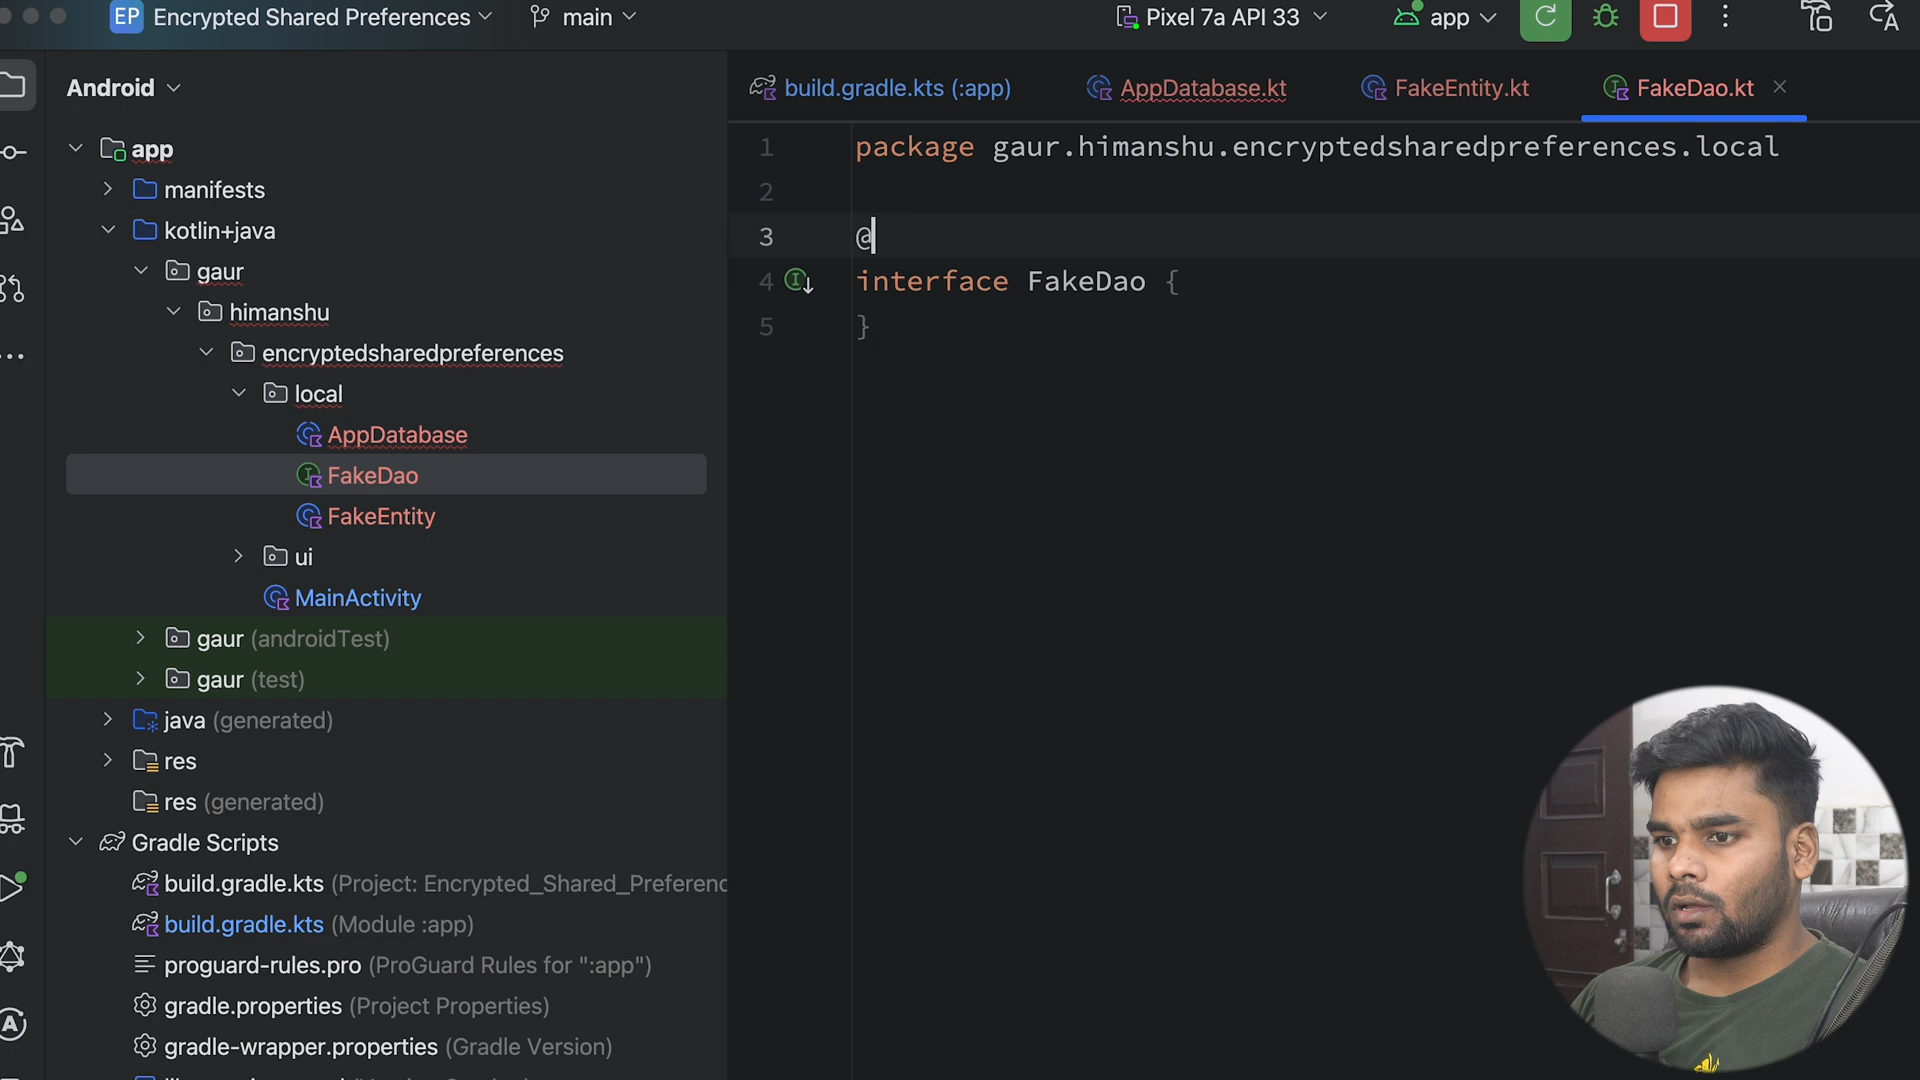 EP Encrypted Shared Preferences main Pixel 7a API 33 app
Android
build.gradle.kts (:app) AppDatabase.kt FakeEntity.kt FakeDao.kt
app
manifests
kotlin+java
gaur
himanshu
encryptedsharedpreferences
local
AppDatabase
FakeDao
FakeEntity
ui
MainActivity
gaur (androidTest)
gaur (test)
java (generated)
res
res (generated)
Gradle Scripts
build.gradle.kts (Project: Encrypted_Shared_Preferenc
build.gradle.kts (Module :app)
proguard-rules.pro (ProGuard Rules for ":app")
gradle.properties (Project Properties)
gradle-wrapper.properties (Gradle Version)
1 package gaur.himanshu.encryptedsharedpreferences.local
2
3 @
4 interface FakeDao {
5 }